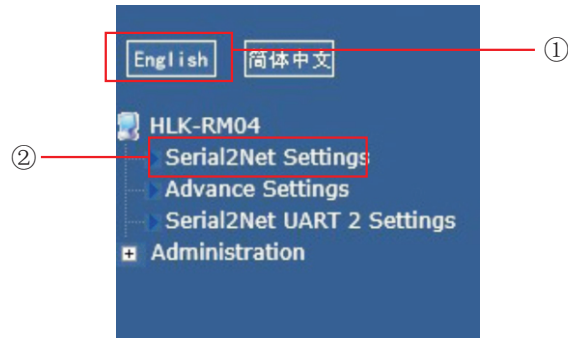 English 简体中文 ①
HLK-RM04
② Serial2Net Settings
Advance Settings
Serial2Net UART 2 Settings
Administration